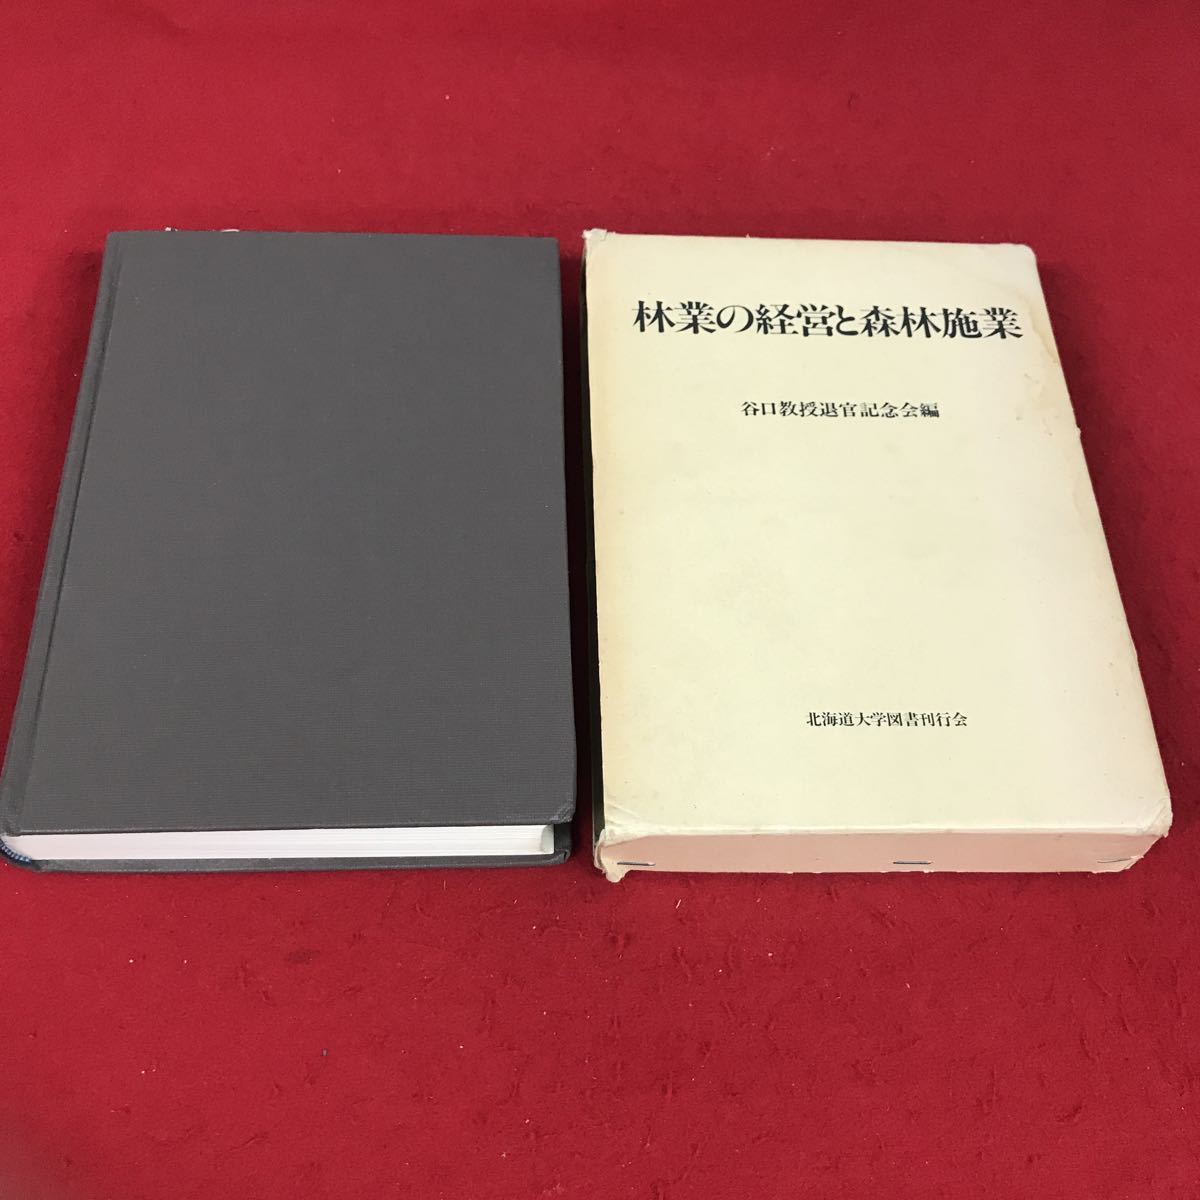 林業の経営と森林施業
谷口教授退官記念会編
北海道大学図書刊行会